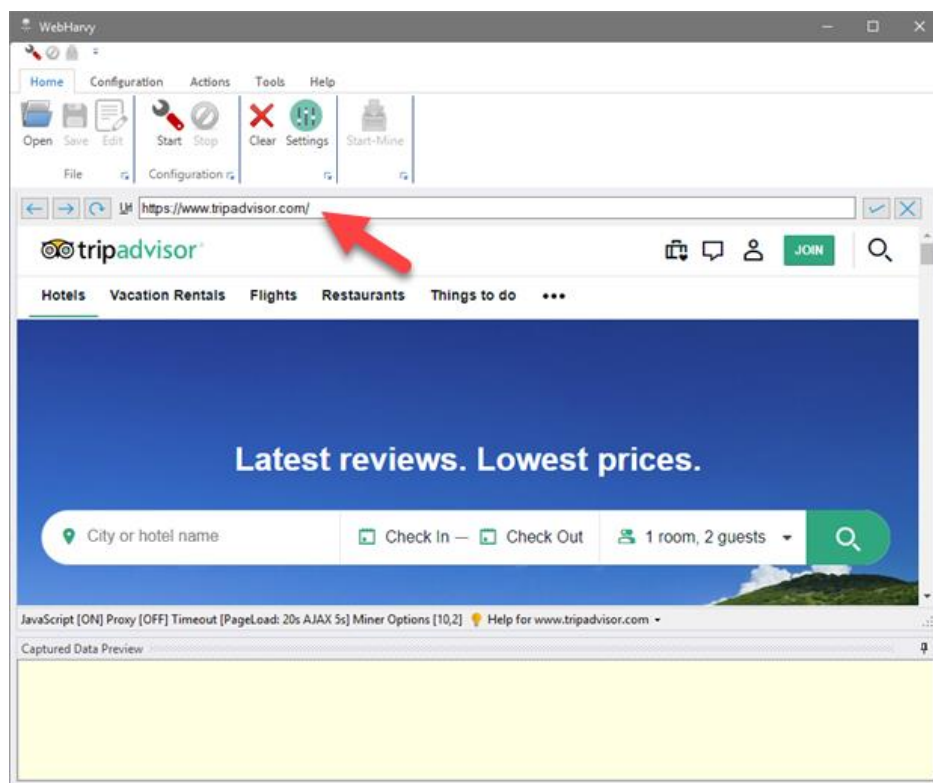 WebHarvy
Home Configuration Actions Tools Help
Open Save Edit Start Stop Clear Settings Start-Mine
File Configuration
Url https://www.tripadvisor.com/
tripadvisor
JOIN
Hotels Vacation Rentals Flights Restaurants Things to do •••
Latest reviews. Lowest prices.
City or hotel name Check In — Check Out 1 room, 2 guests
JavaScript [ON] Proxy [OFF] Timeout [PageLoad: 20s AJAX 5s] Miner Options [10,2] Help for www.tripadvisor.com
Captured Data Preview